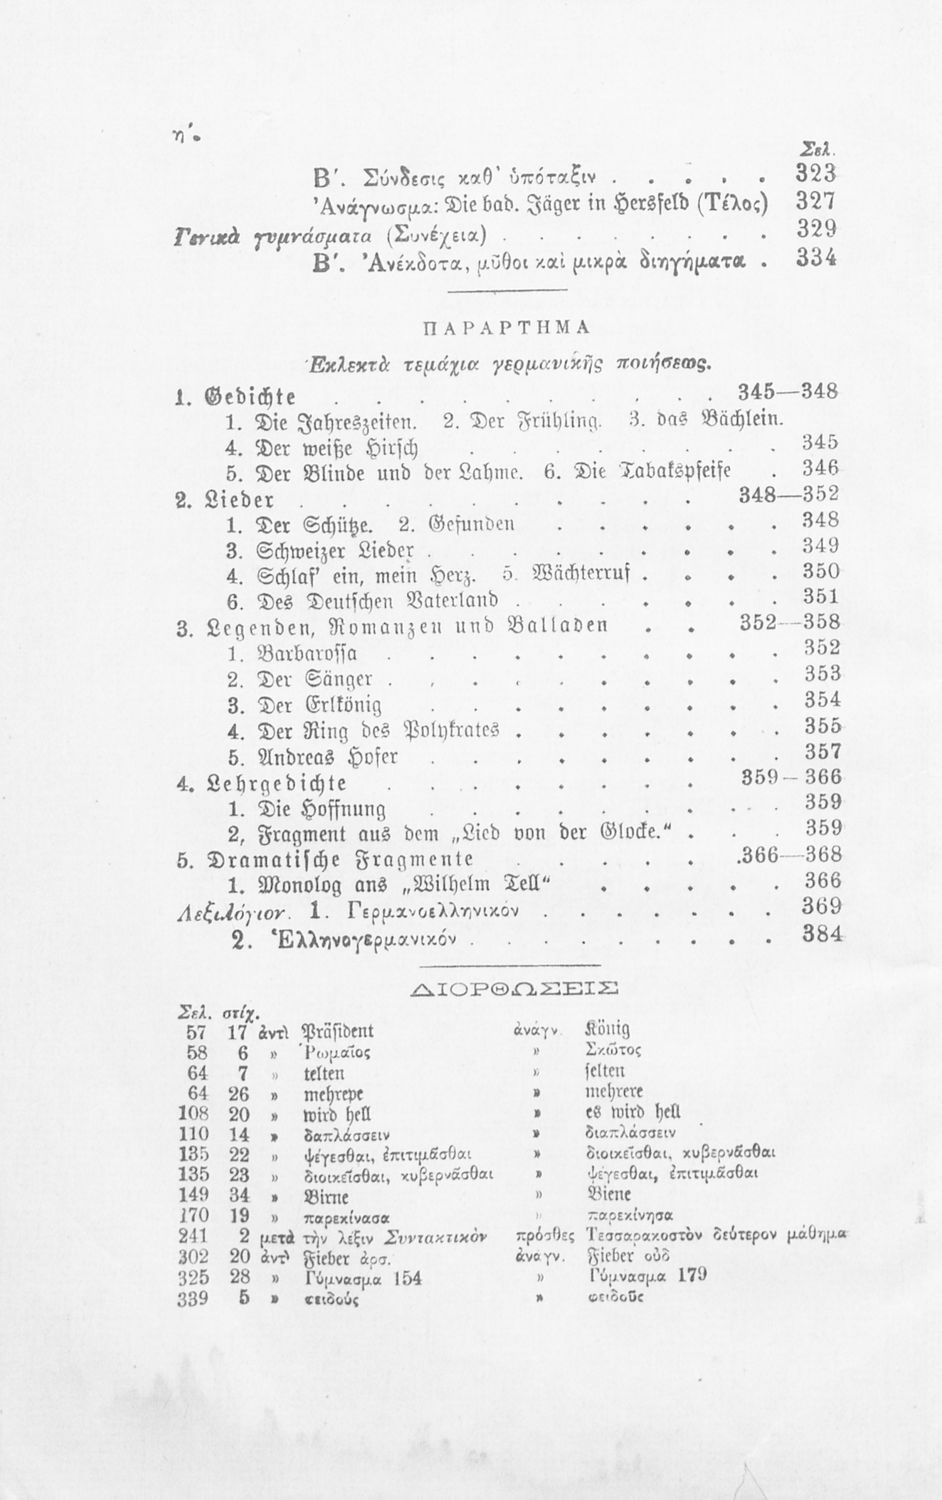 η´.
Σελ.
Β΄. Σύνδεσις καθ᾽ ὑπόταξιν . . . . . 323
Ἀνάγνωσμα: Die bad. Jäger in Hersfeld (Τέλος) 327
Γενικὰ γυμνάσματα (Συνέχεια) . . . . . . . 329
Β΄. Ἀνέκδοτα, μῦθοι καὶ μικρὰ διηγήματα . 334
ΠΑΡΑΡΤΗΜΑ
Ἐκλεκτὰ τεμάχια γερμανικῆς ποιήσεως.
1. Gedichte . . . . . . . . . . 345—348
1. Die Jahreszeiten. 2. Der Frühling. 3. das Bächlein.
4. Der weiße Hirsch . . . . . . . . 345
5. Der Blinde und der Lahme. 6. Die Tabakspfeife . 346
2. Lieder . . . . . . . . . . 348—352
1. Der Schütze. 2. Gefunden . . . . . . 348
3. Schweizer Lieder . . . . . . . . . 349
4. Schlaf’ ein, mein Herz. 5. Wächterruf . . . . 350
6. Des Deutschen Vaterland . . . . . . . 351
3. Legenden, Romanzen und Balladen . . 352—358
1. Barbarossa . . . . . . . . . . 352
2. Der Sänger . . . . . . . . . . 353
3. Der Erlkönig . . . . . . . . . 354
4. Der Ring des Polykrates . . . . . . . 355
5. Andreas Hofer . . . . . . . . . 357
4. Lehrgedichte . . . . . . . . 359—366
1. Die Hoffnung . . . . . . . . . 359
2, Fragment aus dem „Lied von der Glocke.“ . . . 359
5. Dramatische Fragmente . . . . . .366—368
1. Monolog ans „Wilhelm Tell“ . . . . . 366
Λεξιλόγιον. 1. Γερμανοελληνικόν . . . . . . 369
2. Ἑλληνογερμανικόν . . . . . . . . 384
ΔΙΟΡΘΩΣΕΙΣ
Σελ. στίχ.
57 17 ἀντὶ Präsident ἀνάγν. König
58 6 » Ῥωμαῖος » Σκῶτος
64 7 » telten » selten
64 26 » mehrepe » mehrere
108 20 » wird hell » es wird hell
110 14 » δαπλάσσειν » διαπλάσσειν
135 22 » ψέγεσθαι, ἐπιτιμᾶσθαι » διοικεῖσθαι, κυβερνᾶσθαι
135 23 » διοικεῖσθαι, κυβερνᾶσθαι » ψέγεσθαι, ἐπιτιμᾶσθαι
149 34 » Birne » Biene
170 19 » παρεκίνασα » παρεκίνησα
241 2 μετὰ τὴν λέξιν Συντακτικὸν πρόσθες Τεσσαρακοστὸν δεύτερον μάθημα
302 20 ἀντὶ Fieber ἀρσ. ἀνάγν. Fieber οὐδ
325 28 » Γύμνασμα 154 » Γύμνασμα 179
339 5 » φειδούς » φειδοῦς